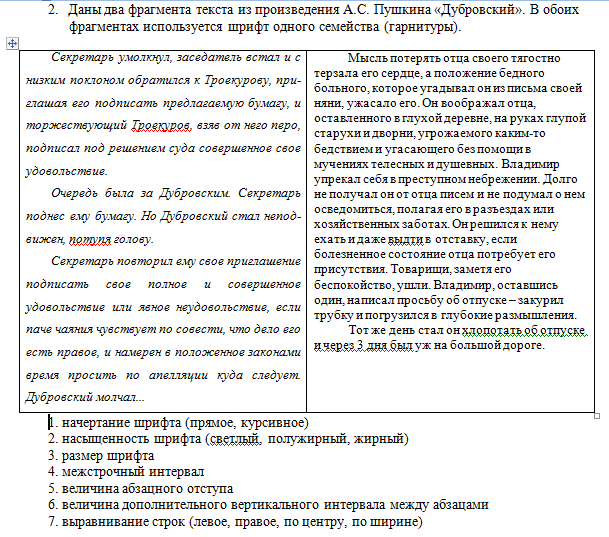 2. Даны два фрагмента текста из произведения А.С. Пушкина «Дубровский». В обоих
фрагментах используется шрифт одного семейства (гарнитуры).
Секретарь умолкнул, заседатель встал и с
низким поклоном обратился к Троекурову, при-
глашая его подписать предлагаемую бумагу, и
торжествующий Троекуров, взяв от него перо,
подписал под решением суда совершенное свое
удовольствие.
Очередь была за Дубровским. Секретарь
поднес ему бумагу. Но Дубровский стал непод-
вижен, потупя голову.
Секретарь повторил ему свое приглашение
подписать свое полное и совершенное
удовольствие или явное неудовольствие, если
паче чаяния чувствует по совести, что дело его
есть правое, и намерен в положенное законами
время просить по апелляции куда следует.
Дубровский молчал...
Мысль потерять отца своего тягостно
терзала его сердце, а положение бедного
больного, которое угадывал он из письма своей
няни, ужасало его. Он воображал отца,
оставленного в глухой деревне, на руках глупой
старухи и дворни, угрожаемого каким-то
бедствием и угасающего без помощи в
мучениях телесных и душевных. Владимир
упрекал себя в преступном небрежении. Долго
не получал он от отца писем и не подумал о нем
осведомиться, полагая его в разъездах или
хозяйственных заботах. Он решился к нему
ехать и даже выдти в отставку, если
болезненное состояние отца потребует его
присутствия. Товарищи, заметя его
беспокойство, ушли. Владимир, оставшись
один, написал просьбу об отпуске – закурил
трубку и погрузился в глубокие размышления.
Тот же день стал он хлопотать об отпуске
и через 3 дня был уж на большой дороге.
1. начертание шрифта (прямое, курсивное)
2. насыщенность шрифта (светлый, полужирный, жирный)
3. размер шрифта
4. межстрочный интервал
5. величина абзацного отступа
6. величина дополнительного вертикального интервала между абзацами
7. выравнивание строк (левое, правое, по центру, по ширине)